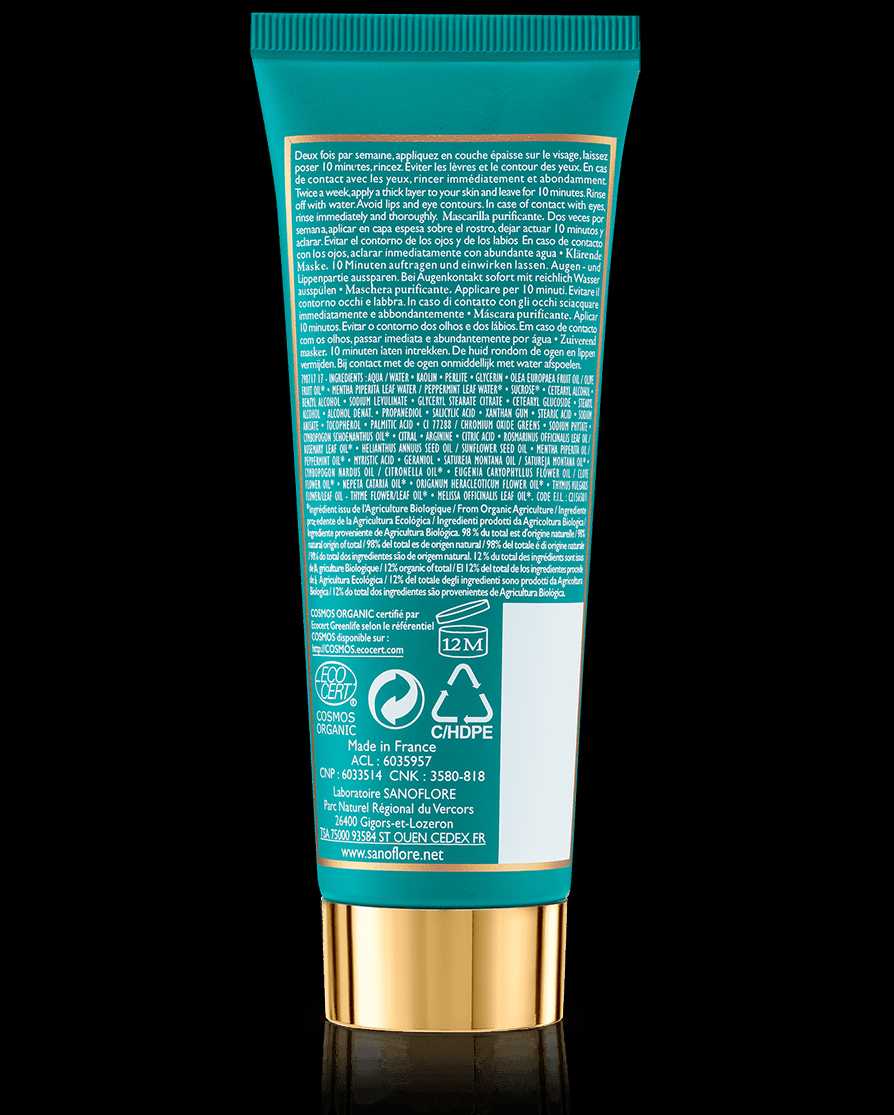 Deux fois par semaine, appliquez en couche épaisse sur le visage, laissez
poser 10 minutes, rincez. Eviter les lèvres et le contour des yeux. En cas
de contact avec les yeux, rincer immédiatement et abondamment.
Twice a week, apply a thick layer to your skin and leave for 10 minutes. Rinse
off with water. Avoid lips and eye contours. In case of contact with eyes,
rinse immediately and thoroughly. Mascarilla purificante. Dos veces por
semana, aplicar en capa espesa sobre el rostro, dejar actuar 10 minutos y
aclarar. Evitar el contorno de los ojos y de los labios En caso de contacto
con los ojos, aclarar inmediatamente con abundante agua • Klärende
Maske. 10 Minuten auftragen und einwirken lassen. Augen - und
Lippenpartie aussparen. Bei Augenkontakt sofort mit reichlich Wasser
ausspülen • Maschera purificante. Applicare per 10 minuti. Evitare il
contorno occhi e labbra. In caso di contatto con gli occhi sciacquare
immediatamente e abbondantemente • Máscara purificante. Aplicar
10 minutos. Evitar o contorno dos olhos e dos lábios. Em caso de contacto
com os olhos, passar imediata e abundantemente por água • Zuiverend
masker. 10 minuten laten intrekken. De huid rondom de ogen en lippen
vermijden. Bij contact met de ogen onmiddellijk met water afspoelen.
798717 17 - INGREDIENTS : AQUA / WATER • KAOLIN • PERLITE • GLYCERIN • OLEA EUROPAEA FRUIT OIL / OLIVE
FRUIT OIL* • MENTHA PIPERITA LEAF WATER / PEPPERMINT LEAF WATER* • SUCROSE* • CETEARYL ALCOHOL •
BENZYL ALCOHOL • SODIUM LEVULINATE • GLYCERYL STEARATE CITRATE • CETEARYL GLUCOSIDE • STEARYL
ALCOHOL • ALCOHOL DENAT. • PROPANEDIOL • SALICYLIC ACID • XANTHAN GUM • STEARIC ACID • SODIUM
ANISATE • TOCOPHEROL • PALMITIC ACID • CI 77288 / CHROMIUM OXIDE GREENS • SODIUM PHYTATE •
CYMBOPOGON SCHOENANTHUS OIL* • CITRAL • ARGININE • CITRIC ACID • ROSMARINUS OFFICINALIS LEAF OIL /
ROSEMARY LEAF OIL* • HELIANTHUS ANNUUS SEED OIL / SUNFLOWER SEED OIL • MENTHA PIPERITA OIL /
PEPPERMINT OIL* • MYRISTIC ACID • GERANIOL • SATUREJA MONTANA OIL / SATUREJA MONTANA OIL* •
CYMBOPOGON NARDUS OIL / CITRONELLA OIL* • EUGENIA CARYOPHYLLUS FLOWER OIL / CLOVE
FLOWER OIL* • NEPETA CATARIA OIL* • ORIGANUM HERACLEOTICUM FLOWER OIL* • THYMUS VULGARIS
FLOWER/LEAF OIL - THYME FLOWER/LEAF OIL* • MELISSA OFFICINALIS LEAF OIL*. CODE F.I.L :
*Ingrédient issu de l'Agriculture Biologique / From Organic Agriculture / Ingrediente
procedente de la Agricultura Ecológica / Ingredienti prodotti da Agricoltura Biologica /
Ingrediente proveniente de Agricultura Biológica. 98 % du total est d'origine naturelle / 98%
natural origin of total / 98% del total es de origen natural / 98% del totale è di origine naturale
/ 98% do total dos ingredientes são de origem natural. 12 % du total des ingrédients sont issus
de l'Agriculture Biologique / 12% organic of total / El 12% del total de los ingredientes procede
de la Agricultura Ecológica / 12% del totale degli ingredienti sono prodotti da Agricoltura
Biologica / 12% do total dos ingredientes são provenientes de Agricultura Biológica.
COSMOS ORGANIC certifié par
Ecocert Greenlife selon le référentiel
COSMOS disponible sur :
http://COSMOS.ecocert.com
12 M
ECO
CERT®
COSMOS
ORGANIC
C/HDPE
Made in France
ACL : 6035957
CNP : 6033514 CNK : 3580-818
Laboratoire SANOFLORE
Parc Naturel Régional du Vercors
26400 Gigors-et-Lozeron
TSA 75000 93584 ST OUEN CEDEX FR
www.sanoflore.net